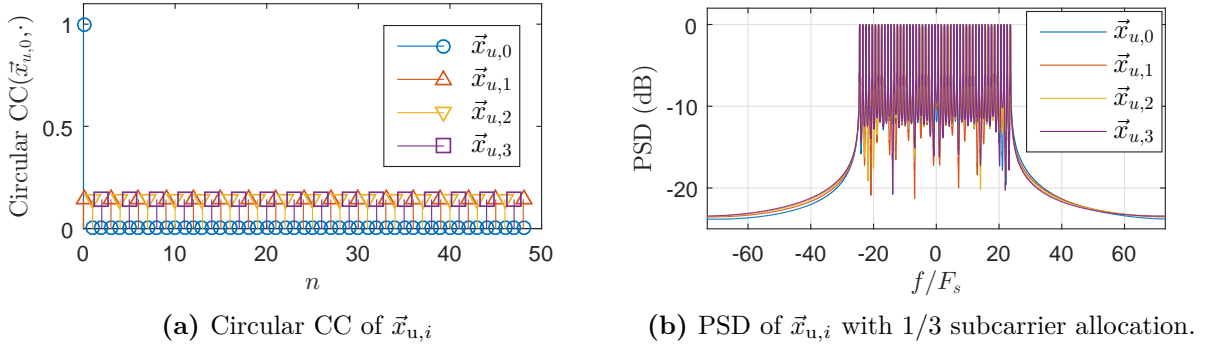 Circular CC(x⃗_{u,0},·)
1
0.5
0
0 10 20 30 40 50
n
x⃗_{u,0}
x⃗_{u,1}
x⃗_{u,2}
x⃗_{u,3}
(a) Circular CC of x⃗_{u,i}
PSD (dB)
0
-10
-20
-60 -40 -20 0 20 40 60
f/F_s
x⃗_{u,0}
x⃗_{u,1}
x⃗_{u,2}
x⃗_{u,3}
(b) PSD of x⃗_{u,i} with 1/3 subcarrier allocation.